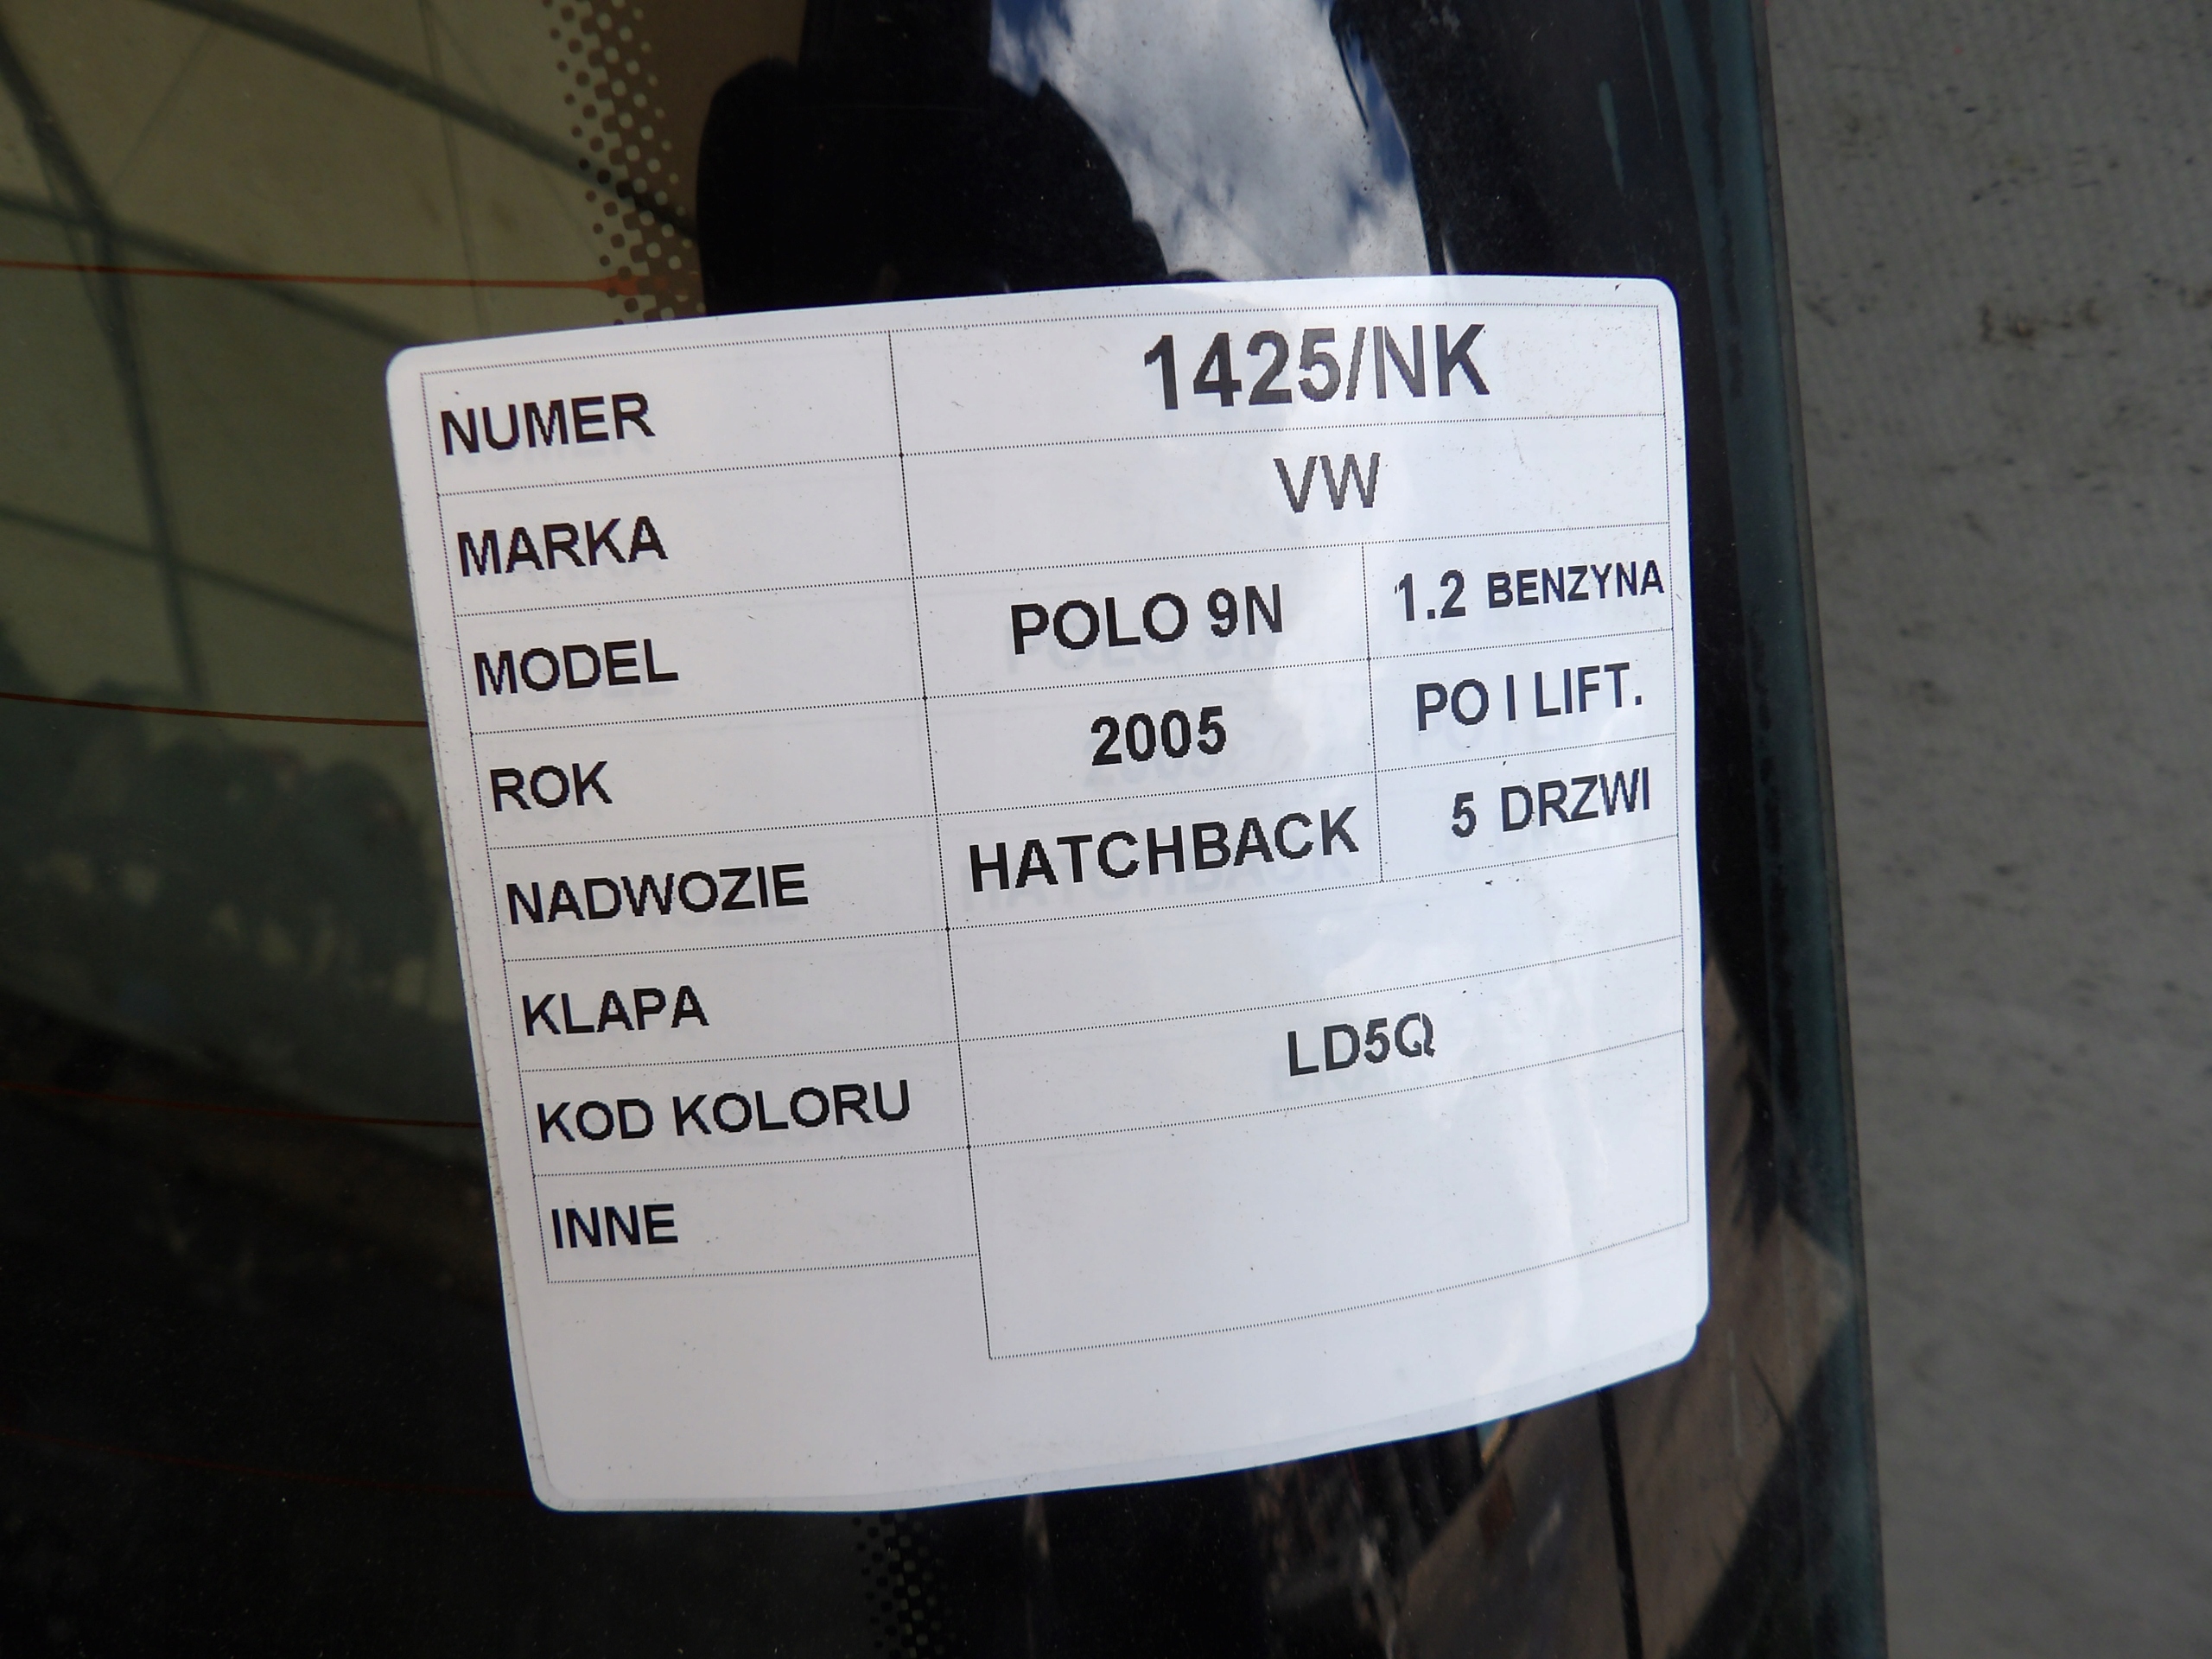 NUMER 1425/NK
MARKA VW
MODEL POLO 9N 1.2 BENZYNA
ROK 2005 PO I LIFT.
NADWOZIE HATCHBACK 5 DRZWI
KLAPA
KOD KOLORU LD5Q
INNE